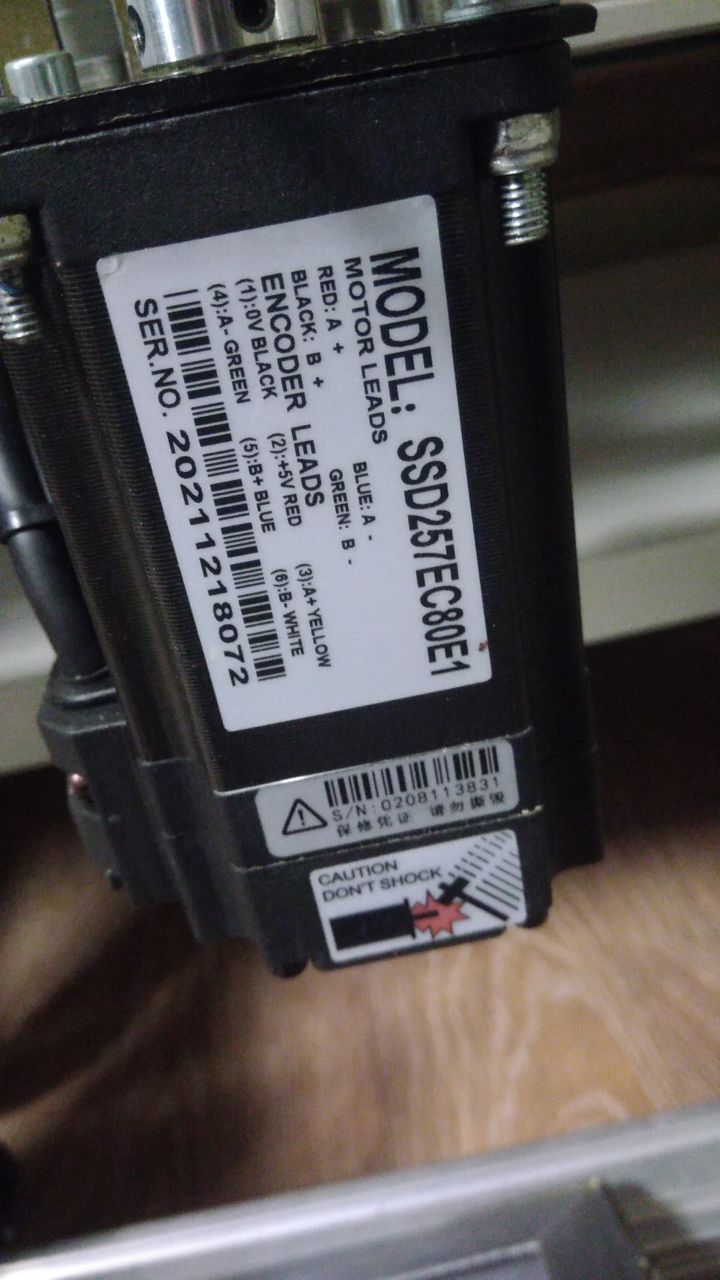 MODEL: SSD257EC80E1
MOTOR LEADS
RED: A + BLUE: A -
BLACK: B + GREEN: B -
ENCODER LEADS
(1):0V BLACK (2):+5V RED (3):A+ YELLOW
(4):A- GREEN (5):B+ BLUE (6):B- WHITE
SER.NO. 20211218072
S/N: 0208113831
保修凭证 请勿撕毁
CAUTION
DON'T SHOCK